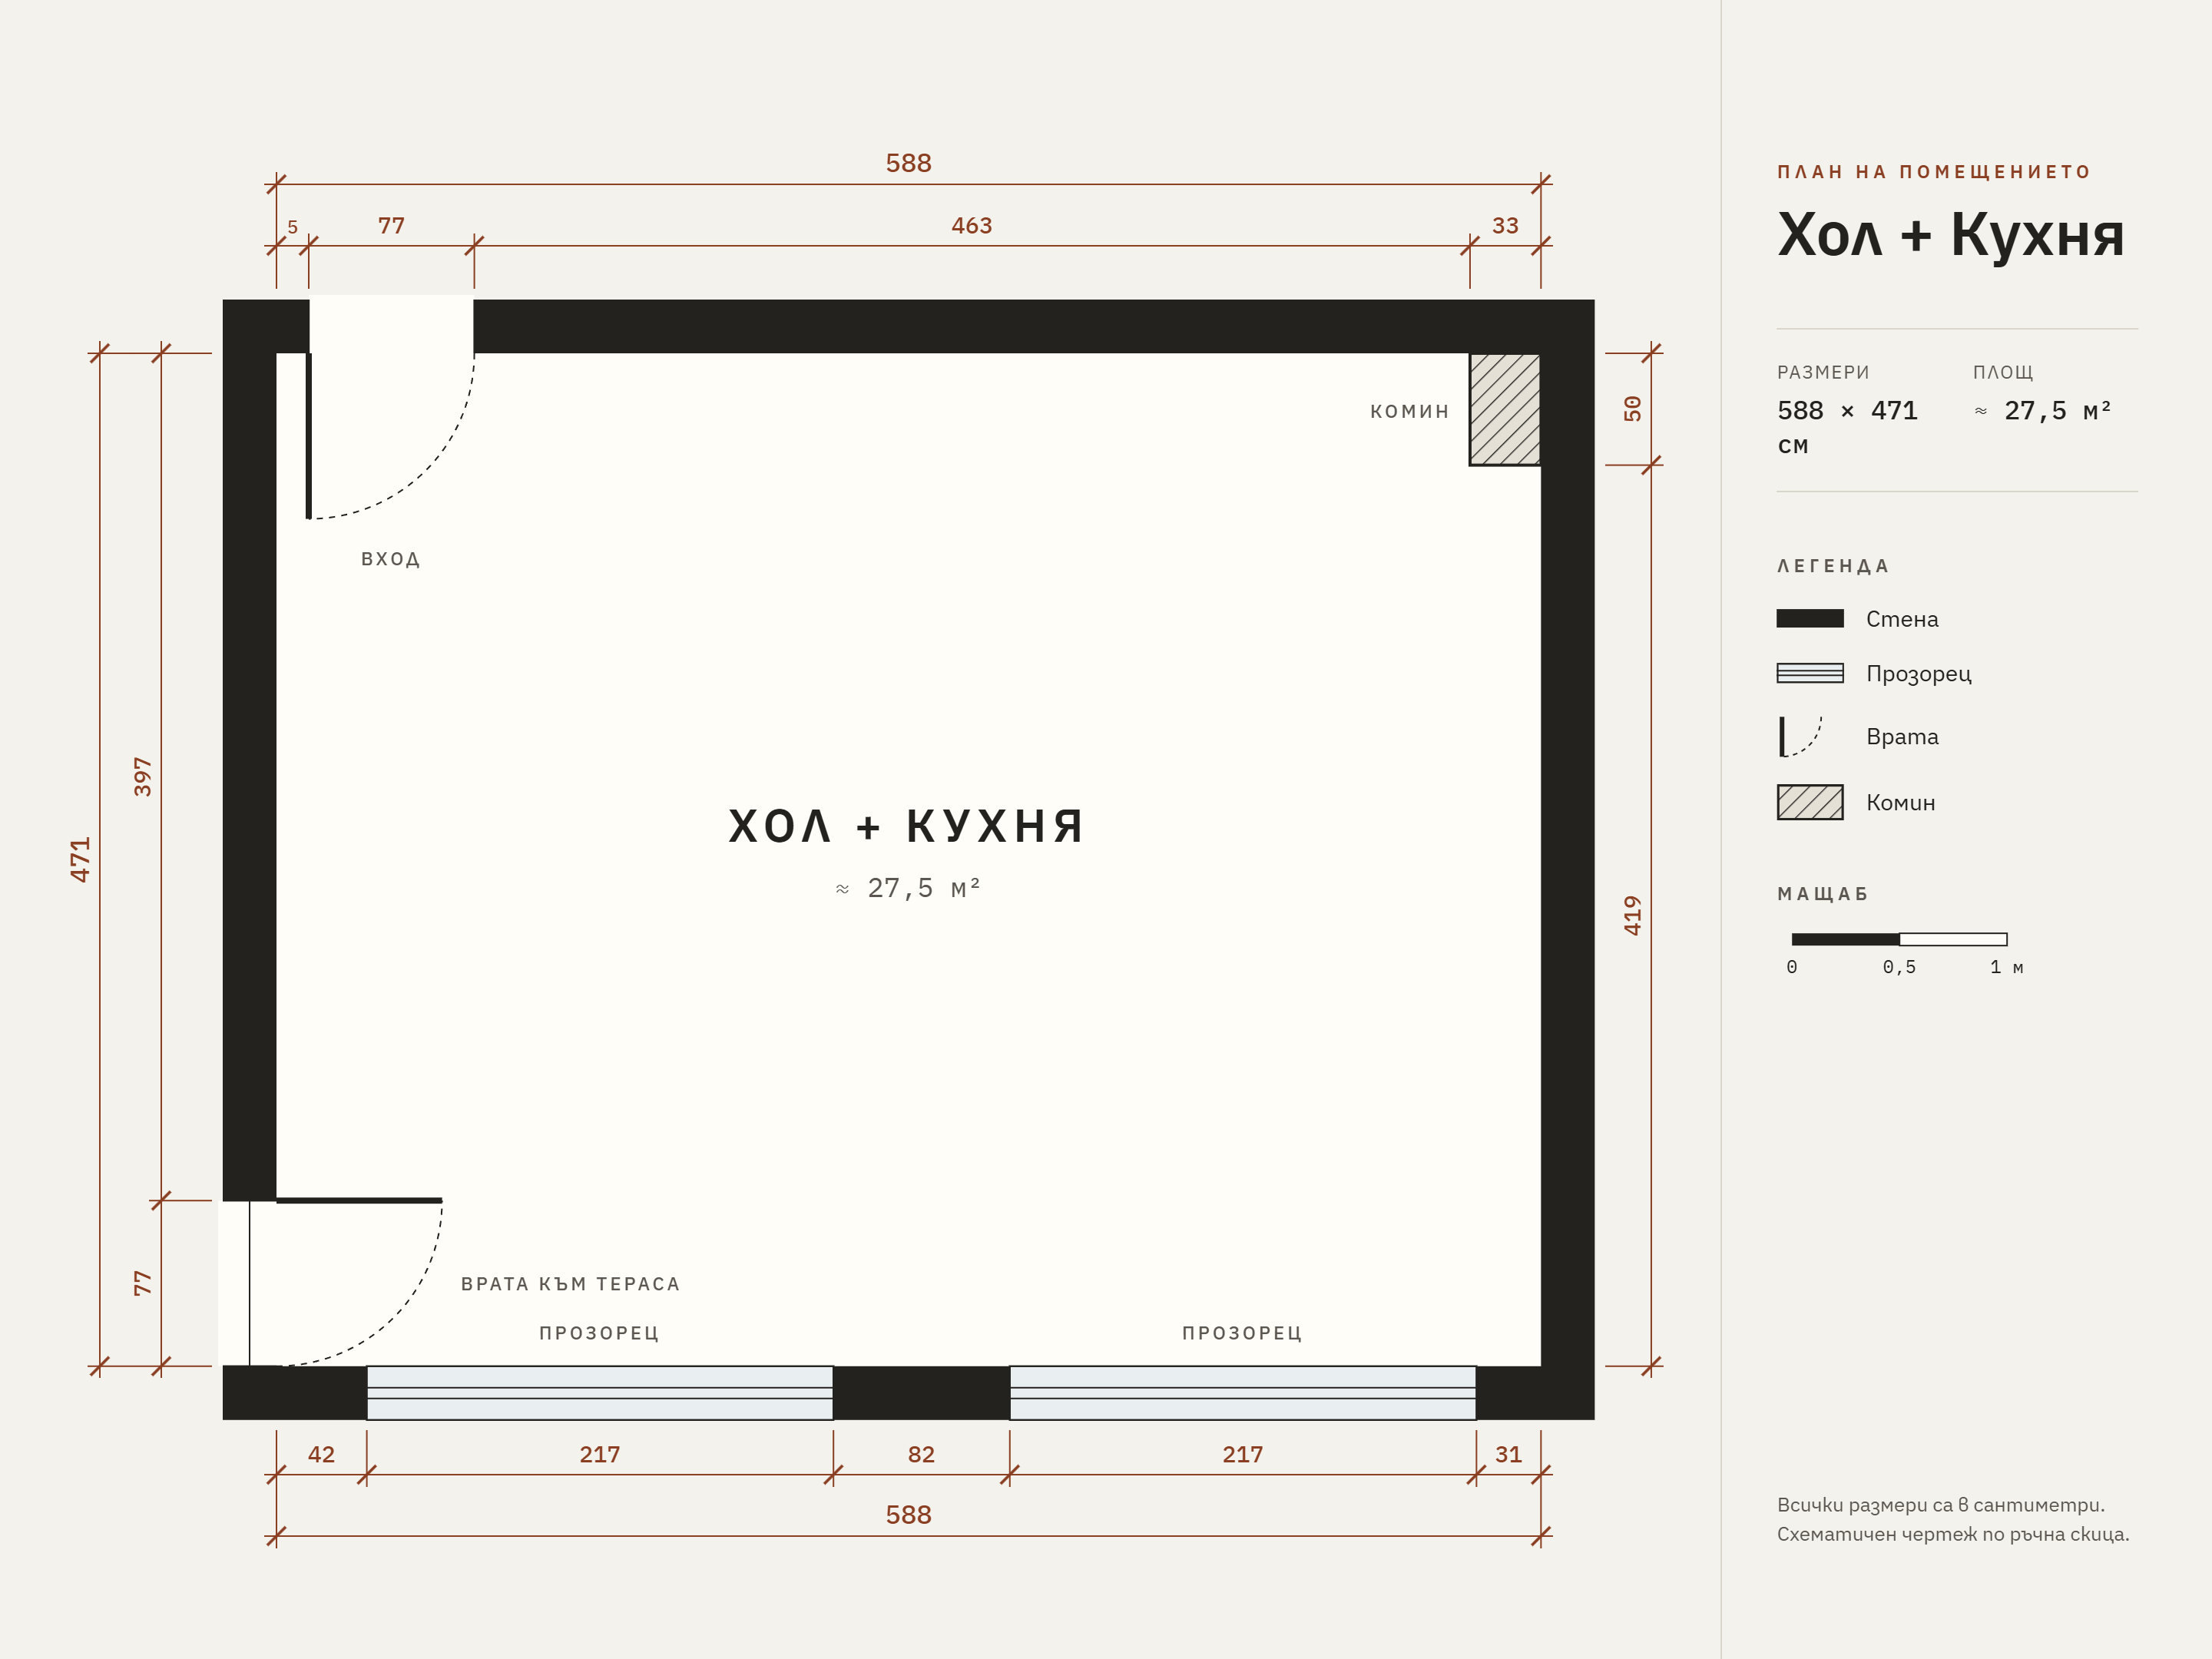 588
5 77 463 33
КОМИН
50
ВХОД
397
471
ХОЛ + КУХНЯ
≈ 27,5 м²
419
77
ВРАТА КЪМ ТЕРАСА
ПРОЗОРЕЦ ПРОЗОРЕЦ
42 217 82 217 31
588
ПЛАН НА ПОМЕЩЕНИЕТО
Хол + Кухня
РАЗМЕРИ ПЛОЩ
588 × 471 ≈ 27,5 м²
см
ЛЕГЕНДА
Стена
Прозорец
Врата
Комин
МАЩАБ
0 0,5 1 м
Всички размери са в сантиметри.
Схематичен чертеж по ръчна скица.